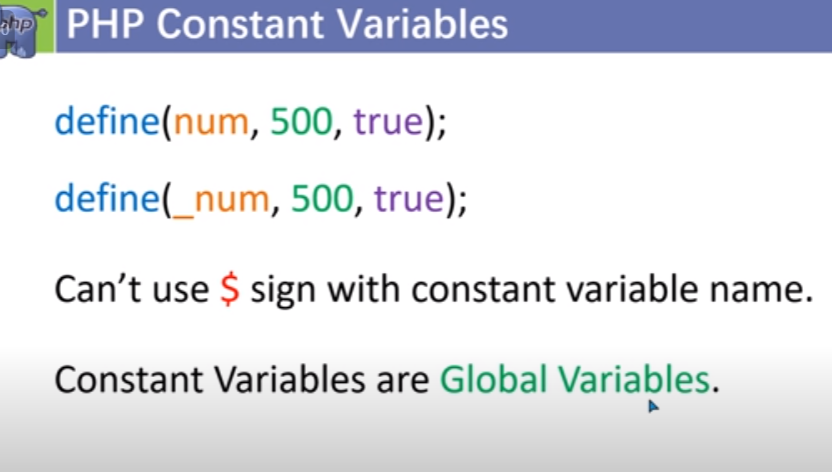 php
PHP Constant Variables
define(num, 500, true);
define(_num, 500, true);
Can't use $ sign with constant variable name.
Constant Variables are Global Variables.